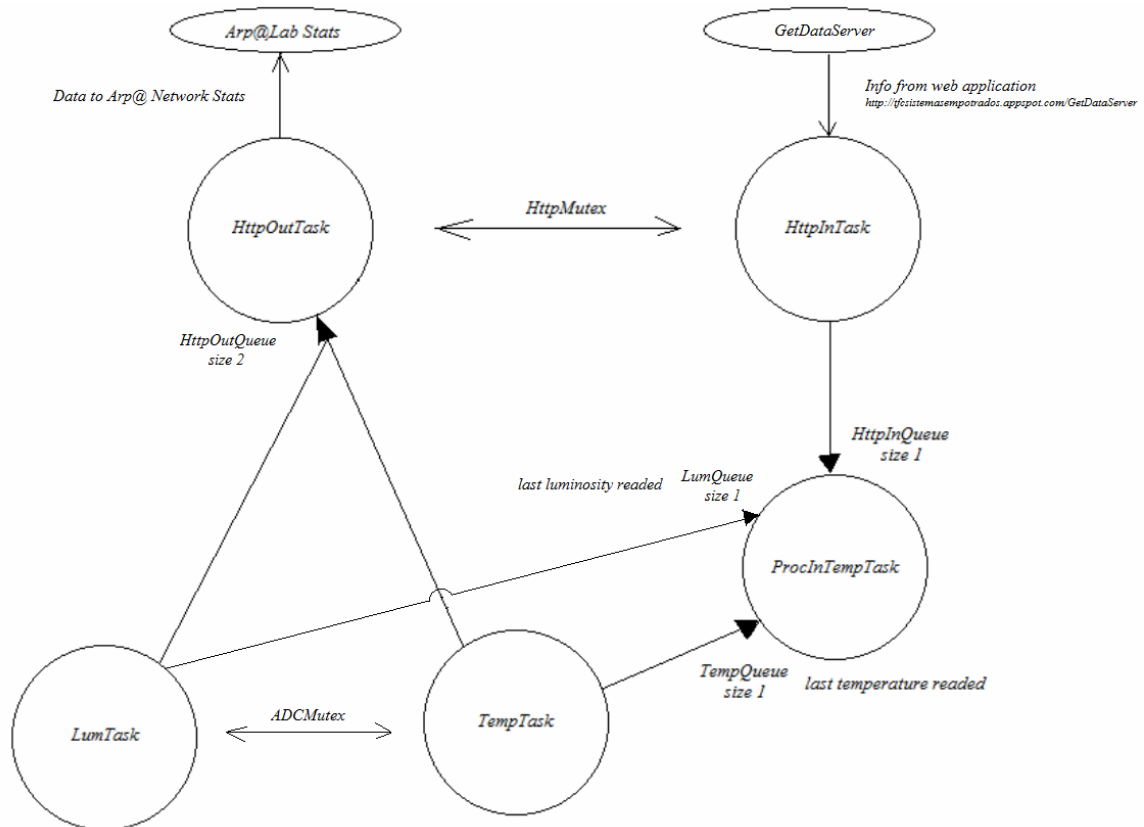 Arp@Lab Stats
GetDataServer
Data to Arp@ Network Stats
Info from web application
http://tfcsistemasempotrados.appspot.com/GetDataServer
HttpOutTask
HttpMutex
HttpInTask
HttpOutQueue
size 2
HttpInQueue
size 1
last luminosity readed
LumQueue
size 1
ProcInTempTask
TempQueue
size 1
last temperature readed
LumTask
ADCMutex
TempTask